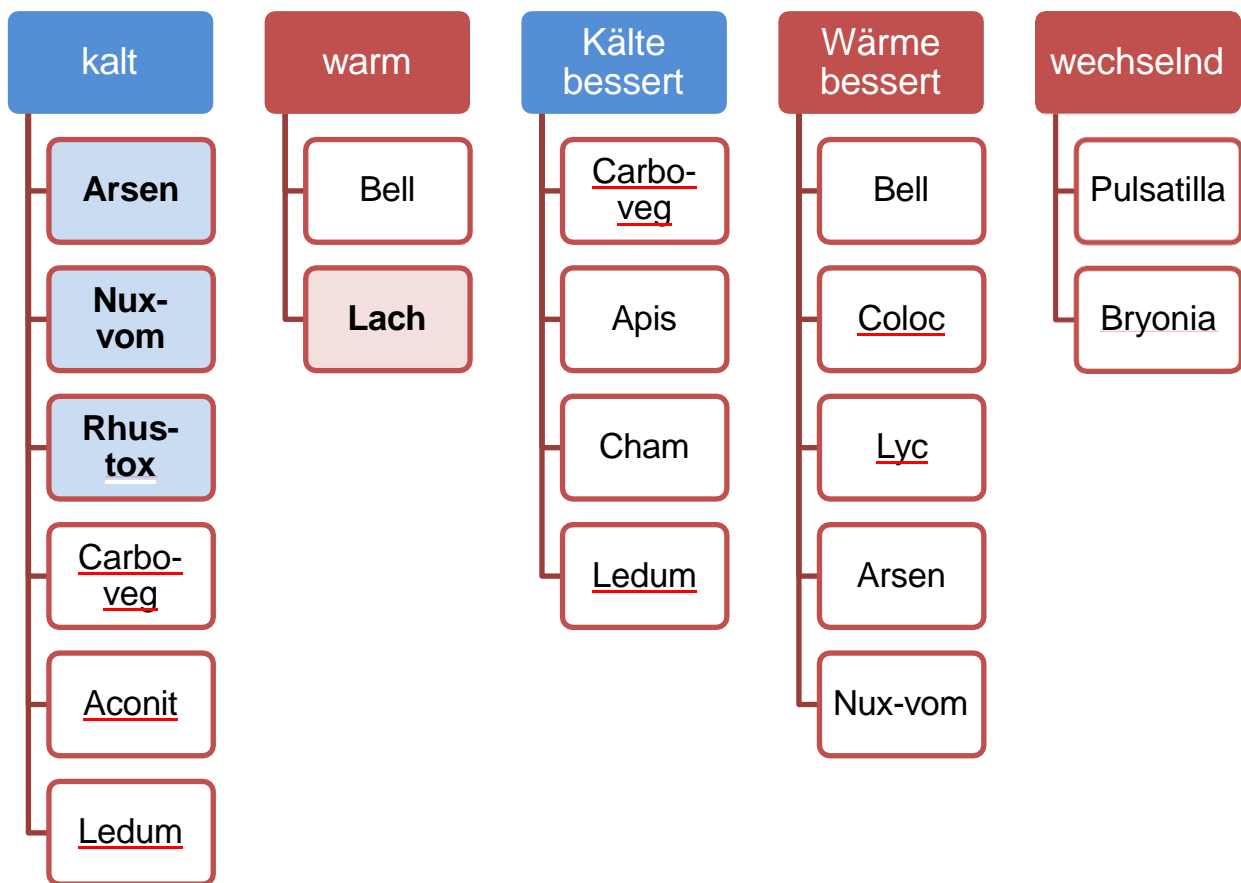 kalt
Arsen
Nux-
vom
Rhus-
tox
Carbo-
veg
Aconit
Ledum
warm
Bell
Lach
Kälte
bessert
Carbo-
veg
Apis
Cham
Ledum
Wärme
bessert
Bell
Coloc
Lyc
Arsen
Nux-vom
wechselnd
Pulsatilla
Bryonia